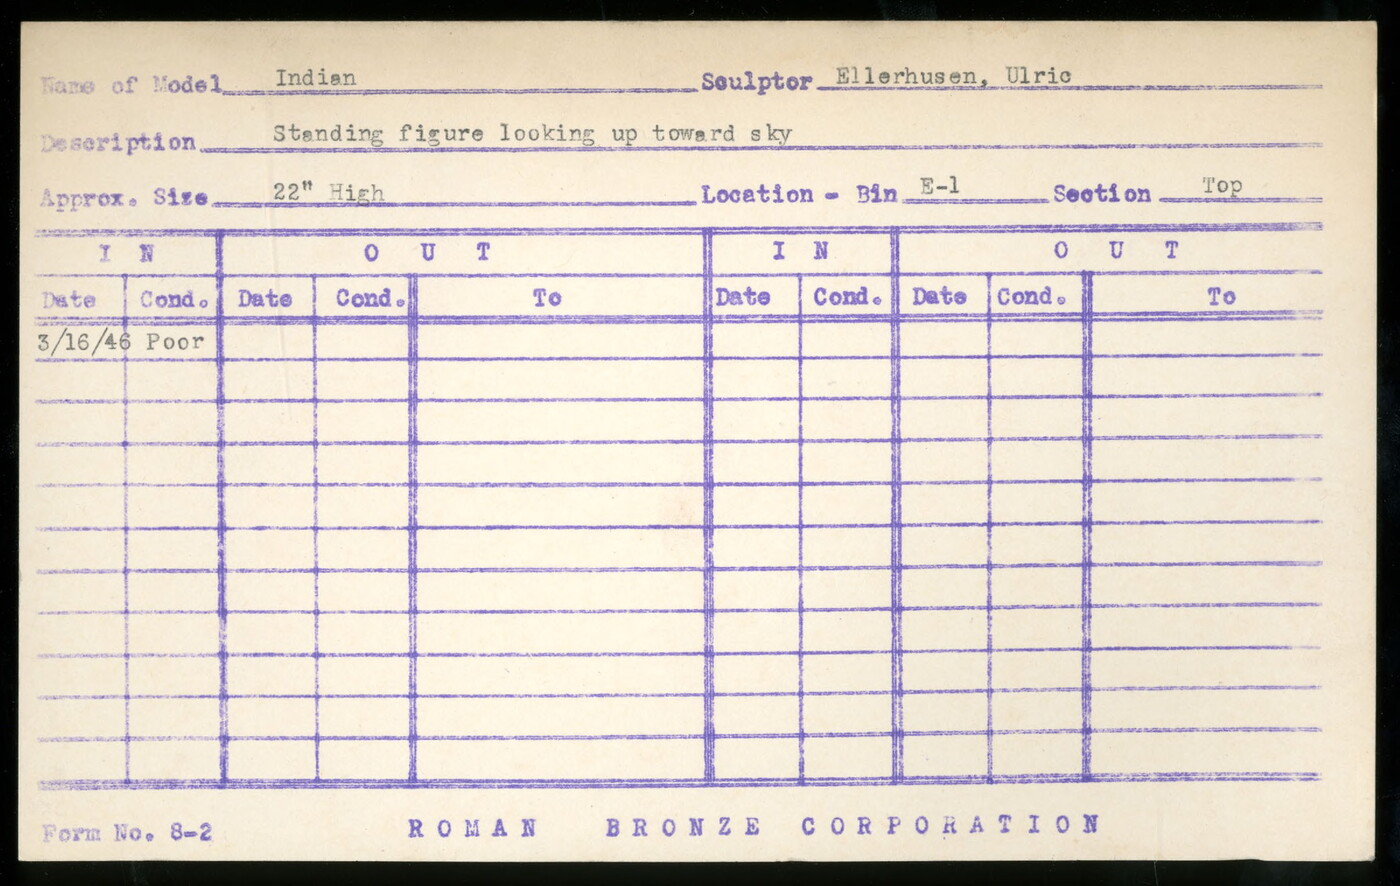 Name of Model Indian Sculptor Ellerhusen, Ulric
Description Standing figure looking up toward sky
Approx. Size 22" High Location - Bin E-1 Section Top
IN OUT IN OUT
Date Cond. Date Cond. To Date Cond. Date Cond. To
3/16/46 Poor
Form No. 8-2 ROMAN BRONZE CORPORATION